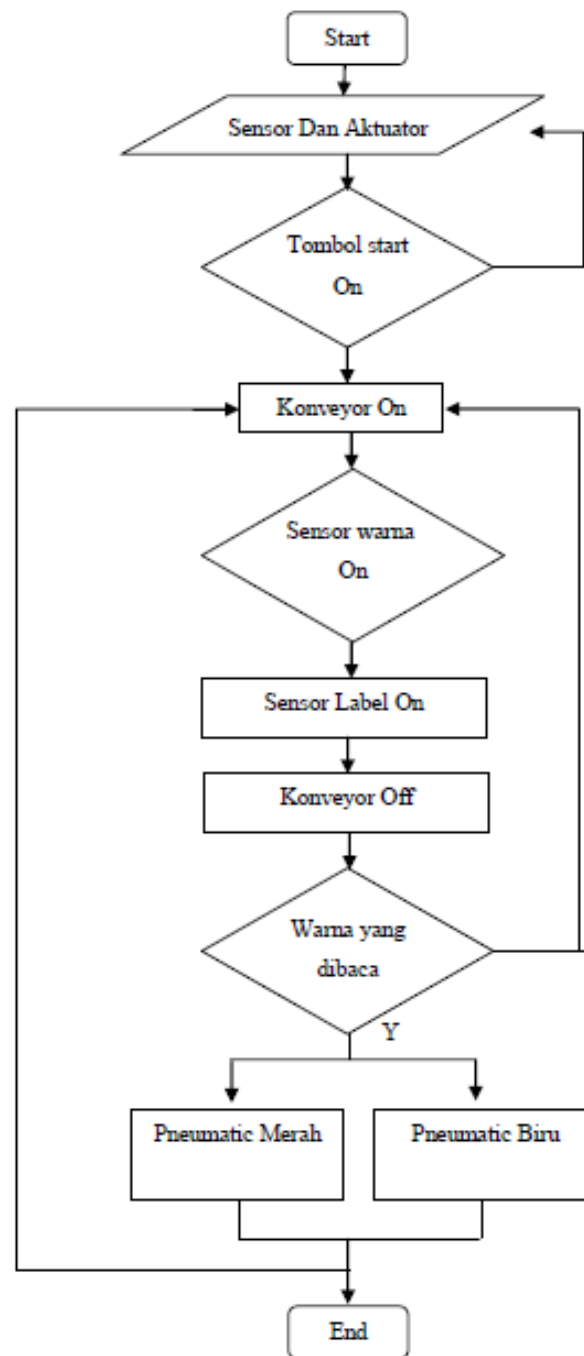 Start
Sensor Dan Aktuator
Tombol start
On
Konveyor On
Sensor warna
On
Sensor Label On
Konveyor Off
Warna yang
dibaca
Y
Pneumatic Merah
Pneumatic Biru
End